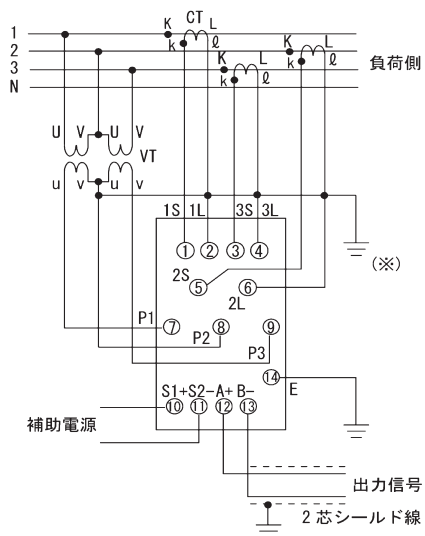 CT
1
K L
2
k ℓ
K L
3
K L
k ℓ
負荷側
N
k ℓ
U V U V
VT
u v u v
1S 1L 3S 3L
① ② ③ ④
(※)
2S
⑤ ⑥
2L
P1 ⑦ ⑧ ⑨
P2
P3
⑭
E
S1+S2-A+B-
⑩ ⑪ ⑫ ⑬
補助電源
出力信号
2芯シールド線